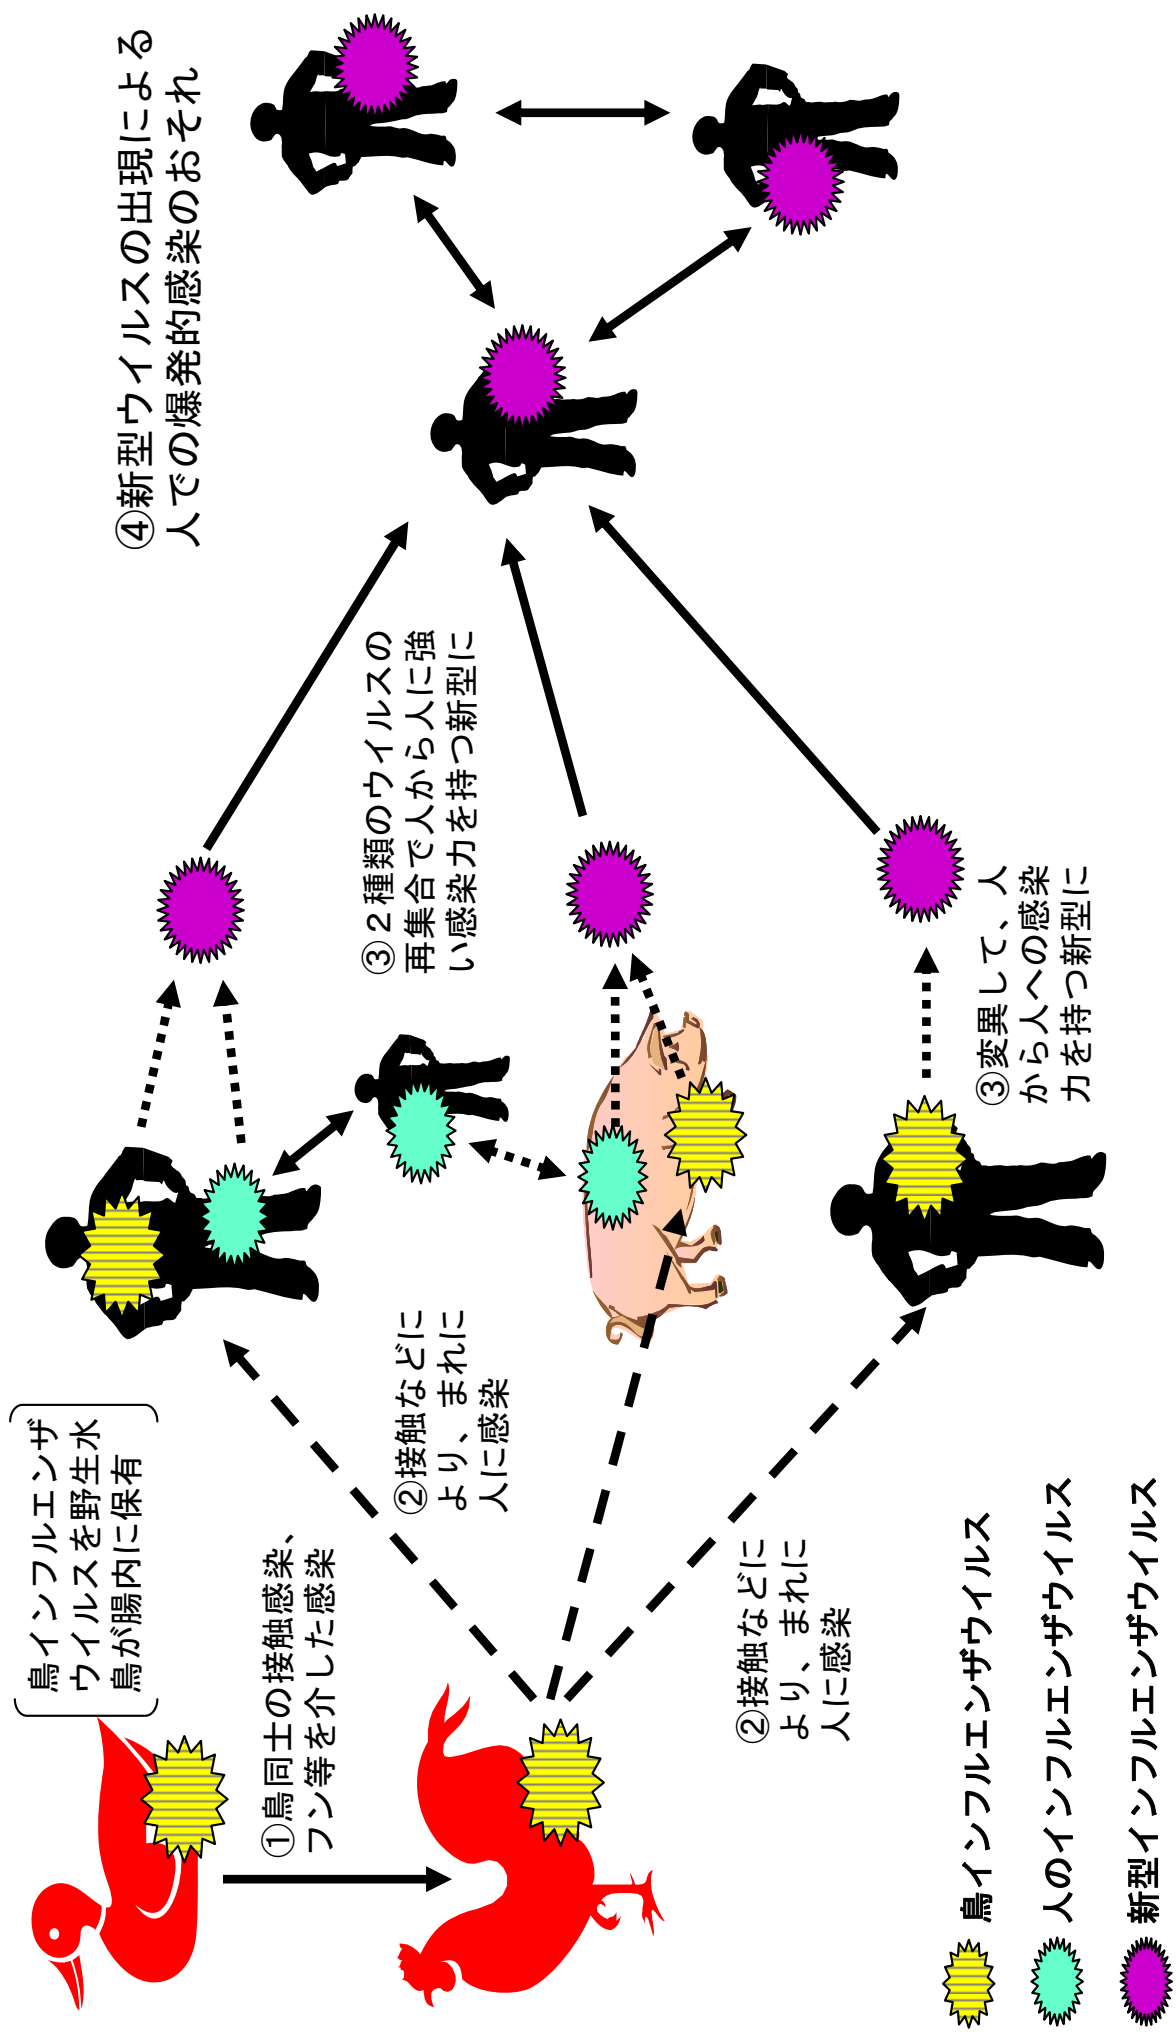 鳥インフルエンザ
ウイルスを野生水
鳥が腸内に保有
①鳥同士の接触感染、
フン等を介した感染
②接触などに
より、まれに
人に感染
②接触などに
より、まれに
人に感染
③２種類のウイルスの
再集合で人から人に強
い感染力を持つ新型に
③変異して、人
から人への感染
力を持つ新型に
④新型ウイルスの出現による
人での爆発的感染のおそれ
鳥インフルエンザウイルス
人のインフルエンザウイルス
新型インフルエンザウイルス